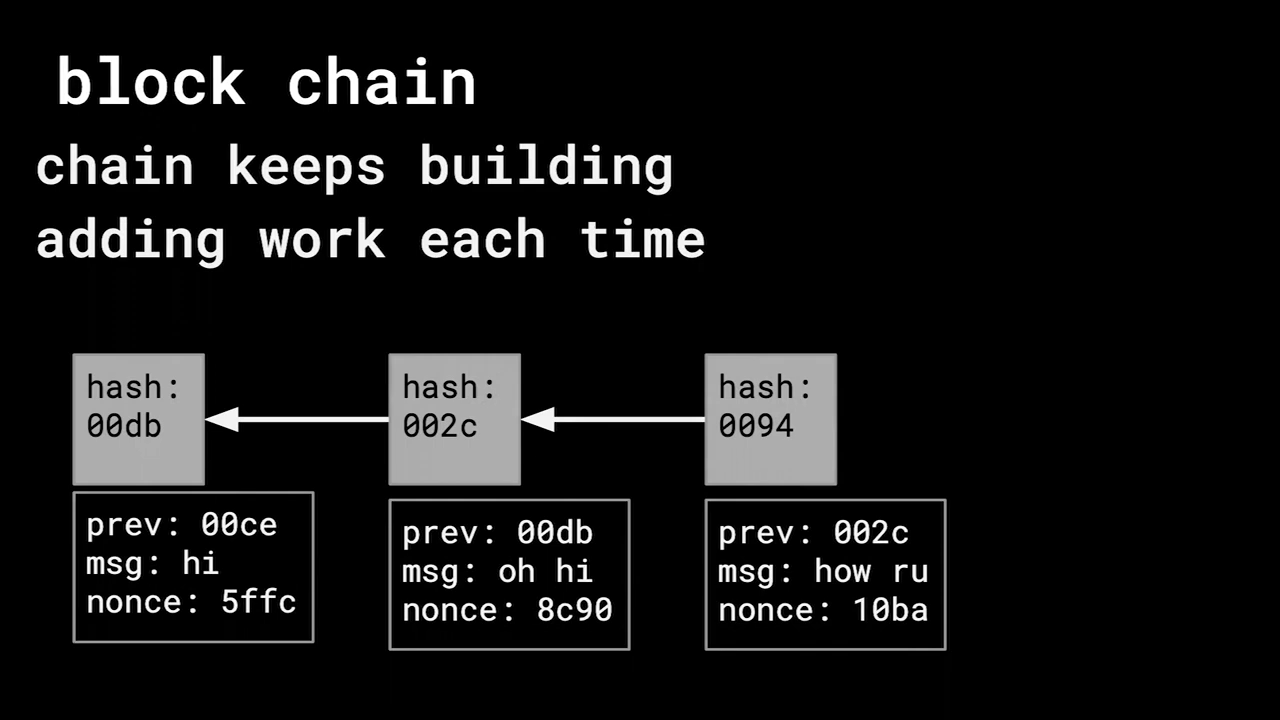 block chain
chain keeps building
adding work each time
hash:
00db
prev: 00ce
msg: hi
nonce: 5ffc
hash:
002c
prev: 00db
msg: oh hi
nonce: 8c90
hash:
0094
prev: 002c
msg: how ru
nonce: 10ba